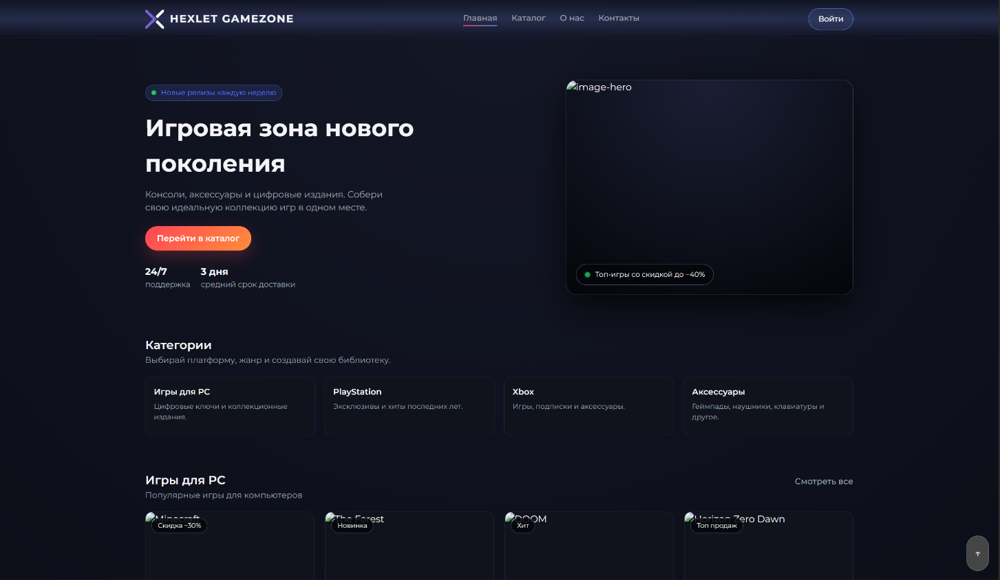 HEXLET GAMEZONE
Главная Каталог О нас Контакты
Войти
Новые релизы каждую неделю
image-hero
Игровая зона нового
поколения
Консоли, аксессуары и цифровые издания. Собери
свою идеальную коллекцию игр в одном месте.
Перейти в каталог
24/7
поддержка
3 дня
средний срок доставки
Топ-игры со скидкой до −40%
Категории
Выбирай платформу, жанр и создавай свою библиотеку.
Игры для PC
Цифровые ключи и коллекционные
издания.
PlayStation
Эксклюзивы и хиты последних лет.
Xbox
Игры, подписки и аксессуары.
Аксессуары
Геймпады, наушники, клавиатуры и
другое.
Игры для PC
Популярные игры для компьютеров
Смотреть все
Minecraft
Скидка −30%
The Forest
Новинка
DOOM
Хит
Horizon Zero Dawn
Топ продаж
↑